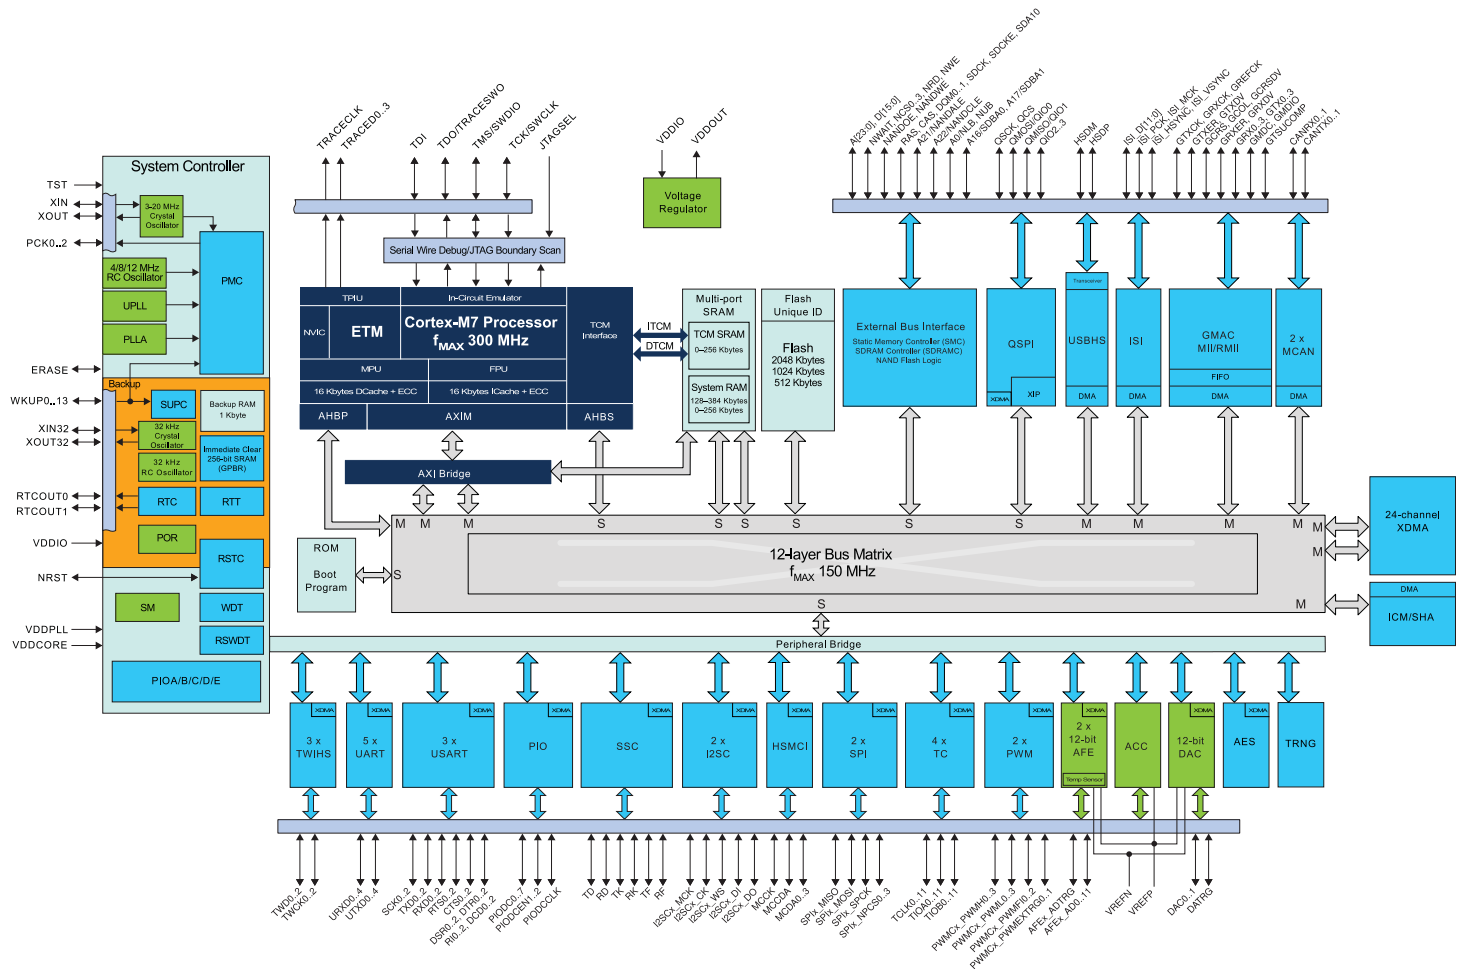 TRACECLK
TRACED0..3
TDI
TDO/TRACESWO
TMS/SWDIO
TCK/SWCLK
JTAGSEL
VDDIO
VDDOUT
A[23:0], D[15:0]
NWAIT, NCS0..3, NRD, NWE
NANDOE, NANDWE
RAS, CAS, DQM0..1, SDCK, SDCKE, SDA10
A21/NANDALE
A22/NANDCLE
A0/NLB, NUB
A16/SDBA0, A17/SDBA1
QSCK, QCS
QMOSI/QIO0
QMISO/QIO1
QIO2..3
HSDM
HSDP
ISI_D[11:0]
ISI_PCK, ISI_MCK
ISI_HSYNC, ISI_VSYNC
GTXCK, GRXCK, GREFCK
GTXER, GTXDV
GCRS, GCOL, GCRSDV
GRXER, GRXDV
GRX0..3, GTX0..3
GMDC, GMDIO
GTSUCOMP
CANRX0..1
CANTX0..1
System Controller
TST
XIN
XOUT
PCK0..2
3-20 MHz
Crystal
Oscillator
4/8/12 MHz
RC Oscillator
UPLL
PLLA
PMC
ERASE
Backup
WKUP0..13
SUPC
Backup RAM
1 Kbyte
XIN32
XOUT32
32 kHz
Crystal
Oscillator
32 kHz
RC Oscillator
Immediate Clear
256-bit SRAM
(GPBR)
RTCOUT0
RTCOUT1
RTC
RTT
POR
VDDIO
RSTC
NRST
SM
WDT
RSWDT
VDDPLL
VDDCORE
PIOA/B/C/D/E
Voltage
Regulator
Serial Wire Debug/JTAG Boundary Scan
TPIU
In-Circuit Emulator
NVIC
ETM
Cortex-M7 Processor
fMAX 300 MHz
TCM
Interface
MPU
FPU
16 Kbytes DCache + ECC
16 Kbytes ICache + ECC
AHBP
AXIM
AHBS
ITCM
DTCM
AXI Bridge
Multi-port
SRAM
TCM SRAM
0–256 Kbytes
System RAM
128–384 Kbytes
0–256 Kbytes
Flash
Unique ID
Flash
2048 Kbytes
1024 Kbytes
512 Kbytes
External Bus Interface
Static Memory Controller (SMC)
SDRAM Controller (SDRAMC)
NAND Flash Logic
QSPI
XDMA
XIP
Transceiver
USBHS
DMA
ISI
DMA
GMAC
MII/RMII
FIFO
DMA
2 x
MCAN
DMA
M
M
M
S
S
S
S
S
S
M
M
M
M
24-channel
XDMA
M
M
ROM
Boot
Program
S
12-layer Bus Matrix
fMAX 150 MHz
S
M
DMA
ICM/SHA
Peripheral Bridge
XDMA
3 x
TWIHS
XDMA
5 x
UART
XDMA
3 x
USART
XDMA
PIO
XDMA
SSC
XDMA
2 x
I2SC
XDMA
HSMCI
XDMA
2 x
SPI
XDMA
4 x
TC
XDMA
2 x
PWM
XDMA
2 x
12-bit
AFE
Temp Sensor
ACC
XDMA
12-bit
DAC
XDMA
AES
TRNG
TWD0..2
TWCK0..2
URXD0..4
UTXD0..4
SCK0..2
TXD0..2
RXD0..2
RTS0..2
CTS0..2
DSR0..2, DTR0..2
RI0..2, DCD0..2
PIODC0..7
PIODCEN1..2
PIODCCLK
TD
RD
TK
RK
TF
RF
I2SCx_MCK
I2SCx_CK
I2SCx_WS
I2SCx_DI
I2SCx_DO
MCCK
MCCDA
MCDA0..3
SPIx_MISO
SPIx_MOSI
SPIx_SPCK
SPIx_NPCS0..3
TCLK0..11
TIOA0..11
TIOB0..11
PWMCx_PWMH0..3
PWMCx_PWML0..3
PWMCx_PWMFI0..2
PWMCx_PWMEXTRG0..1
AFEx_ADTRG
AFEx_AD0..11
VREFN
VREFP
DAC0..1
DATRG